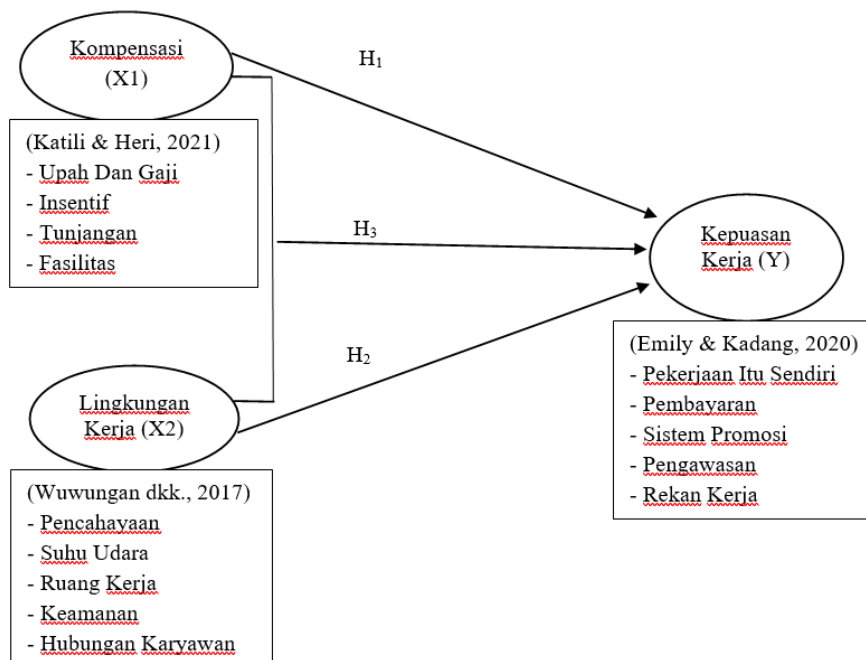 Kompensasi
(X1)
H₁
(Katili & Heri, 2021)
- Upah Dan Gaji
- Insentif
- Tunjangan
- Fasilitas
H₃
Kepuasan
Kerja (Y)
(Emily & Kadang, 2020)
- Pekerjaan Itu Sendiri
- Pembayaran
- Sistem Promosi
- Pengawasan
- Rekan Kerja
H₂
Lingkungan
Kerja (X2)
(Wuwungan dkk., 2017)
- Pencahayaan
- Suhu Udara
- Ruang Kerja
- Keamanan
- Hubungan Karyawan